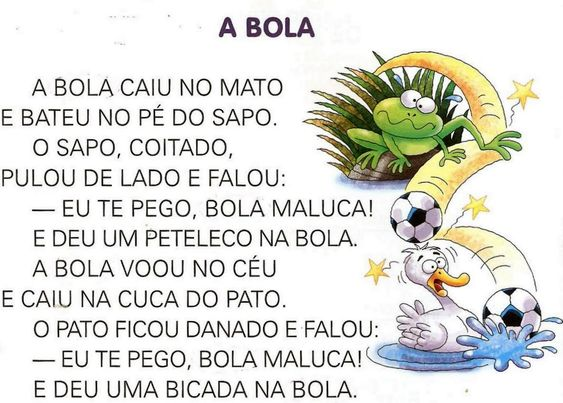 A BOLA
A BOLA CAIU NO MATO
E BATEU NO PÉ DO SAPO.
O SAPO, COITADO,
PULOU DE LADO E FALOU:
— EU TE PEGO, BOLA MALUCA!
E DEU UM PETELECO NA BOLA.
A BOLA VOOU NO CÉU
E CAIU NA CUCA DO PATO.
O PATO FICOU DANADO E FALOU:
— EU TE PEGO, BOLA MALUCA!
E DEU UMA BICADA NA BOLA.